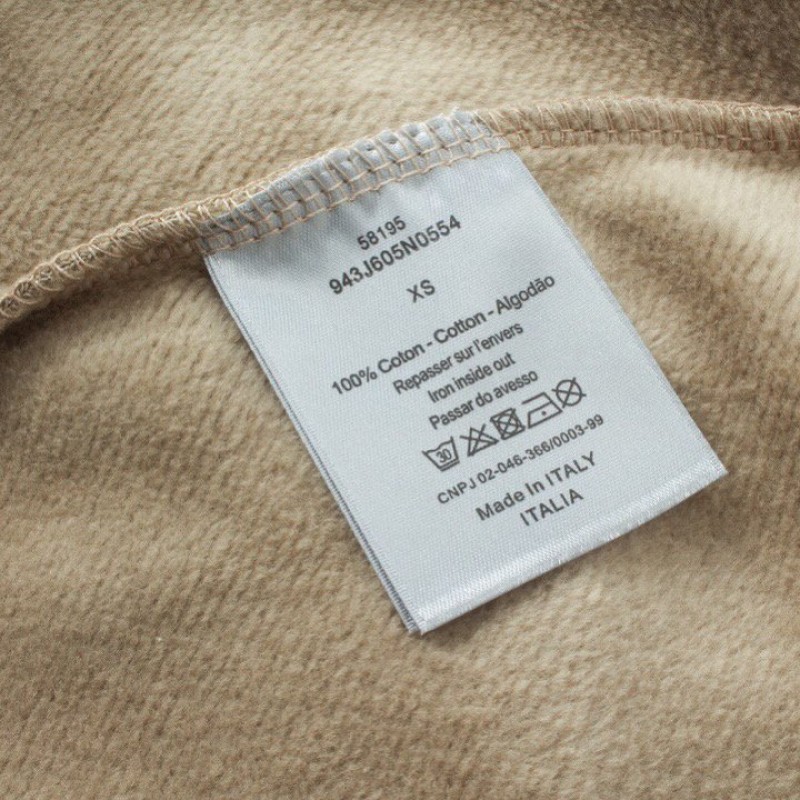 58195
943J605N0554
XS
100% Coton - Cotton - Algodão
Repasser sur l'envers
Iron inside out
Passar do avesso
30
CNPJ 02-046-366/0003-99
Made In ITALY
ITALIA